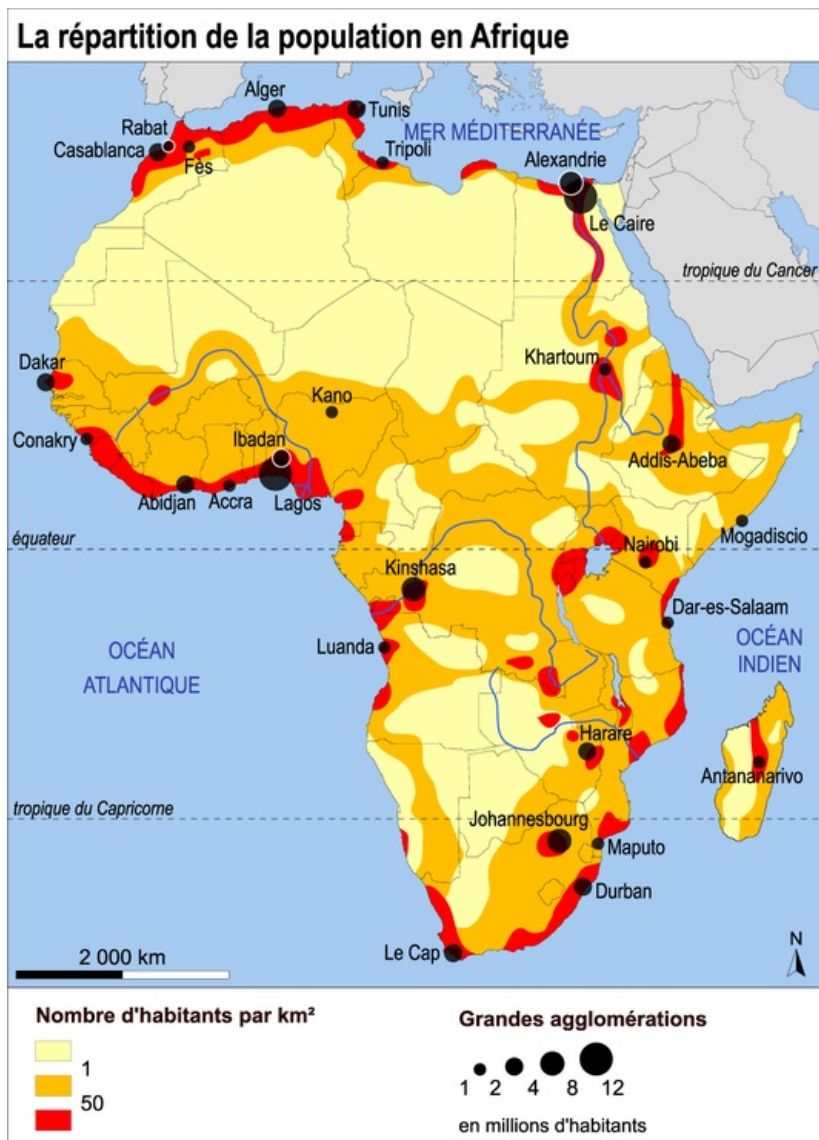 La répartition de la population en Afrique
Alger
Tunis
Rabat
MER MÉDITERRANÉE
Casablanca
Fès
Tripoli
Alexandrie
Le Caire
tropique du Cancer
Dakar
Khartoum
Kano
Conakry
Ibadan
Addis-Abeba
Abidjan
Accra
Lagos
Mogadiscio
équateur
Nairobi
Kinshasa
Dar-es-Salaam
Luanda
OCÉAN
ATLANTIQUE
OCÉAN
INDIEN
Harare
Antananarivo
tropique du Capricorne
Johannesbourg
Maputo
Durban
Le Cap
2 000 km
N
Nombre d'habitants par km²
1
50
Grandes agglomérations
1 2 4 8 12
en millions d'habitants